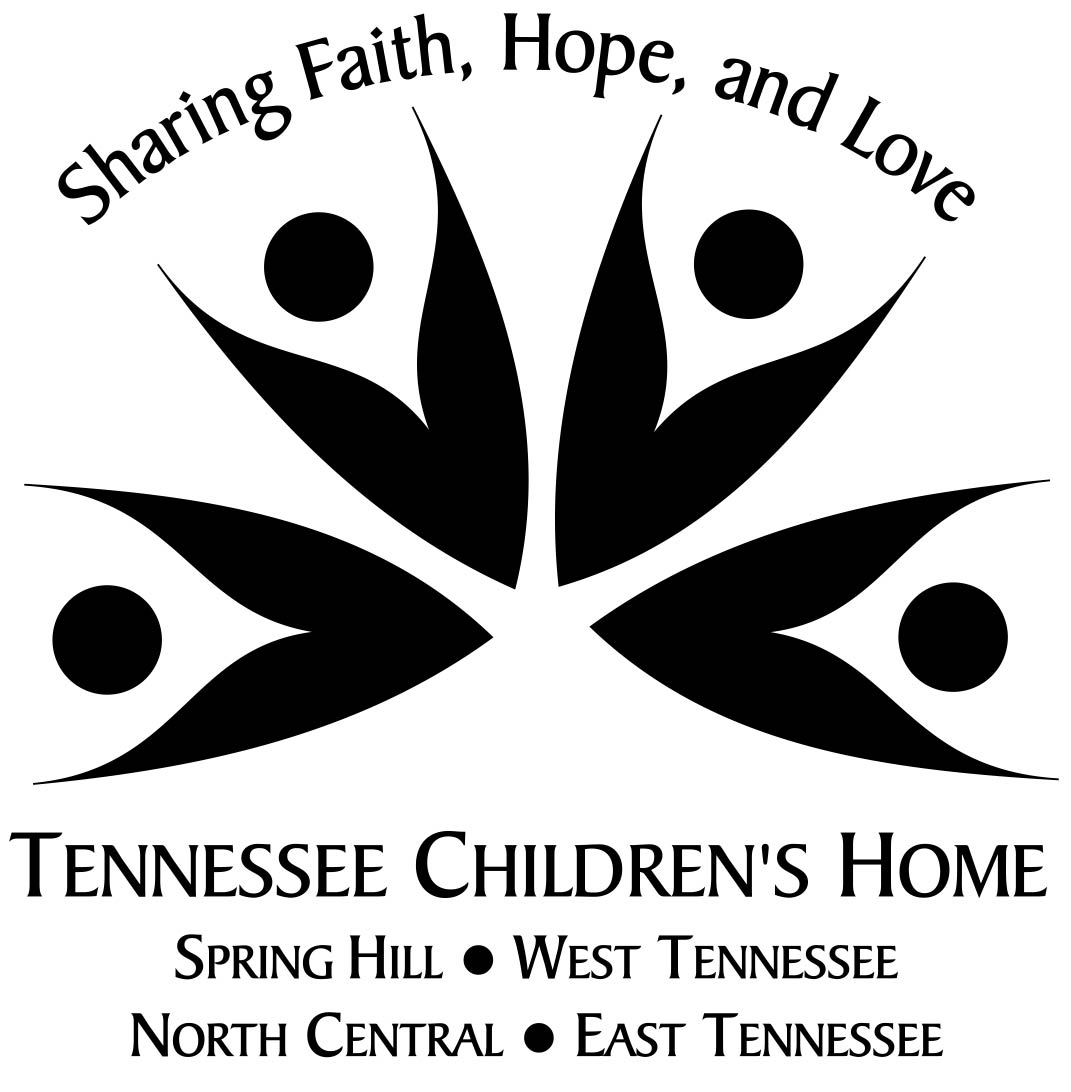 Sharing Faith, Hope, and Love
TENNESSEE CHILDREN'S HOME
SPRING HILL ● WEST TENNESSEE
NORTH CENTRAL ● EAST TENNESSEE